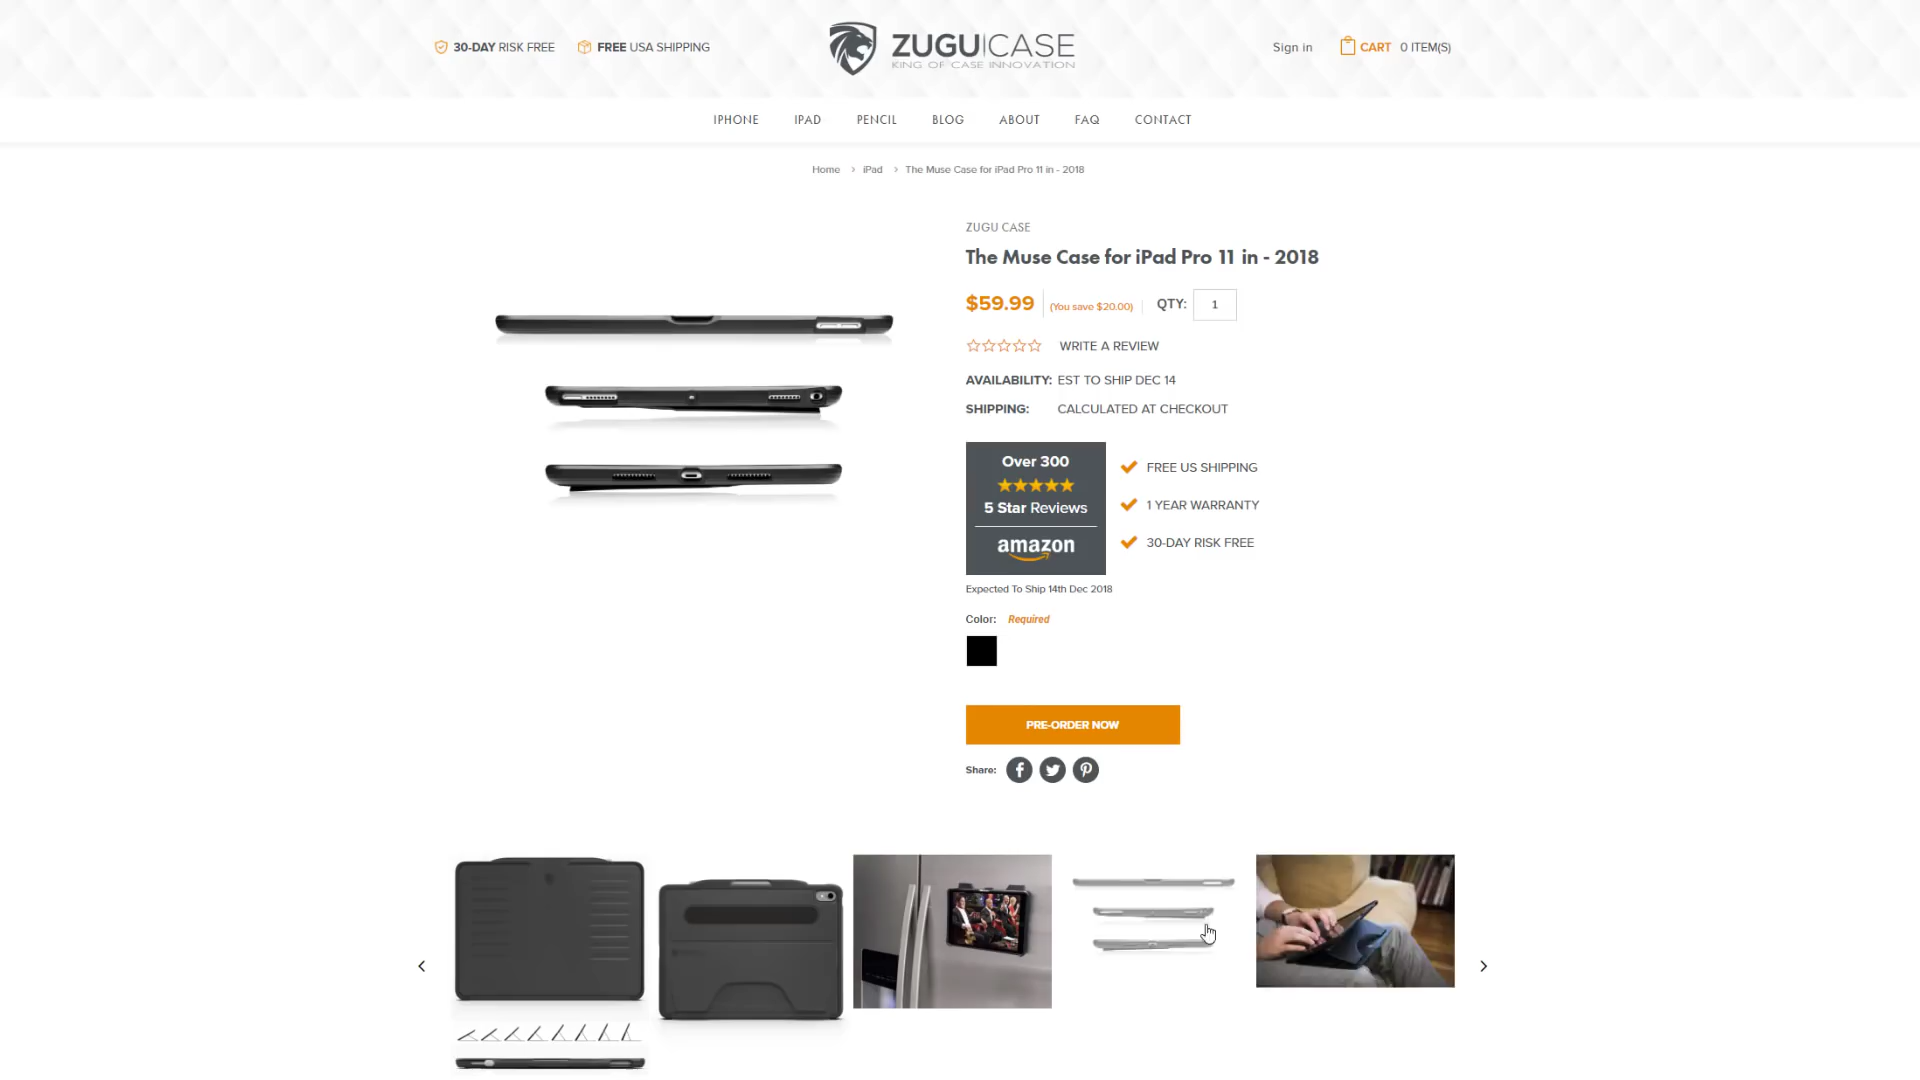 30-DAY RISK FREE
FREE USA SHIPPING
ZUGU CASE
KING OF CASE INNOVATION
Sign in
CART 0 ITEM(S)
IPHONE IPAD PENCIL BLOG ABOUT FAQ CONTACT
Home > iPad > The Muse Case for iPad Pro 11 in - 2018
ZUGU CASE
The Muse Case for iPad Pro 11 in - 2018
$59.99 (You save $20.00) QTY: 1
WRITE A REVIEW
AVAILABILITY: EST TO SHIP DEC 14
SHIPPING: CALCULATED AT CHECKOUT
Over 300
5 Star Reviews
amazon
FREE US SHIPPING
1 YEAR WARRANTY
30-DAY RISK FREE
Expected To Ship 14th Dec 2018
Color: Required
PRE-ORDER NOW
Share: